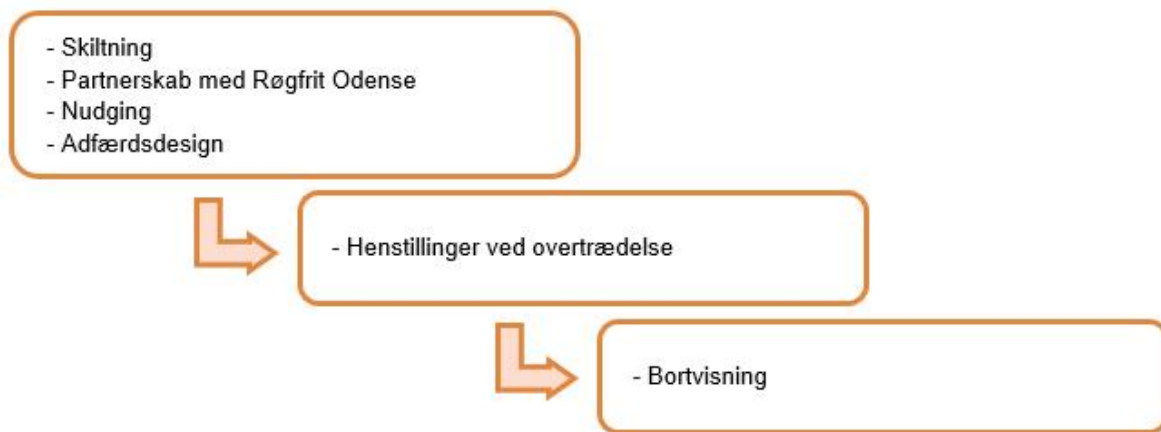 - Skiltning
- Partnerskab med Røgfrit Odense
- Nudging
- Adfærdsdesign
- Henstillinger ved overtrædelse
- Bortvisning